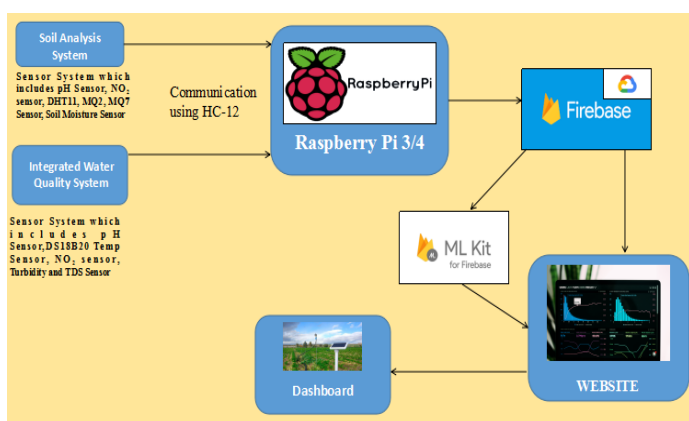 Soil Analysis
System
Sensor System which
includes pH Sensor, NO₂
sensor, DHT11, MQ2, MQ7
Sensor, Soil Moisture Sensor
Integrated Water
Quality System
Sensor System which
includes pH
Sensor,DS18B20 Temp
Sensor, NO₂ sensor,
Turbidity and TDS Sensor
Communication
using HC-12
RaspberryPi
Raspberry Pi 3/4
Firebase
ML Kit
for Firebase
WEBSITE
Dashboard